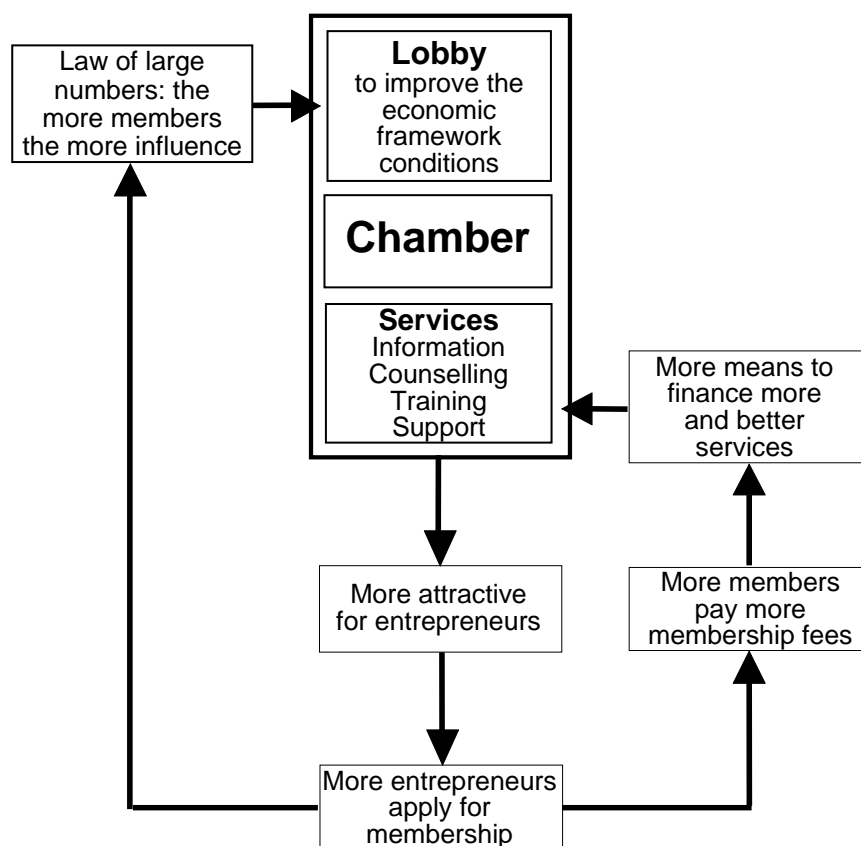 Law of large
numbers: the
more members
the more influence
Lobby
to improve the
economic
framework
conditions
Chamber
Services
Information
Counselling
Training
Support
More means to
finance more
and better
services
More attractive
for entrepreneurs
More members
pay more
membership fees
More entrepreneurs
apply for
membership